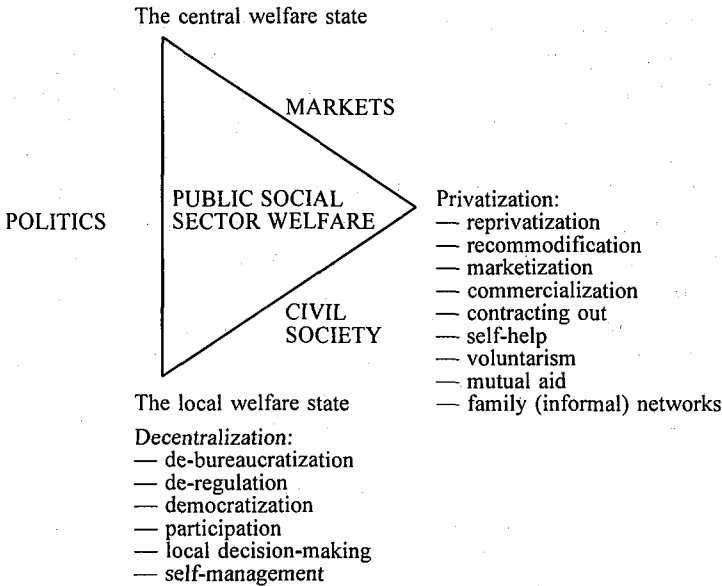 The central welfare state
MARKETS
POLITICS
PUBLIC SOCIAL
SECTOR WELFARE
CIVIL
SOCIETY
Privatization:
— reprivatization
— recommodification
— marketization
— commercialization
— contracting out
— self-help
— voluntarism
— mutual aid
— family (informal) networks
The local welfare state
Decentralization:
— de-bureaucratization
— de-regulation
— democratization
— participation
— local decision-making
— self-management